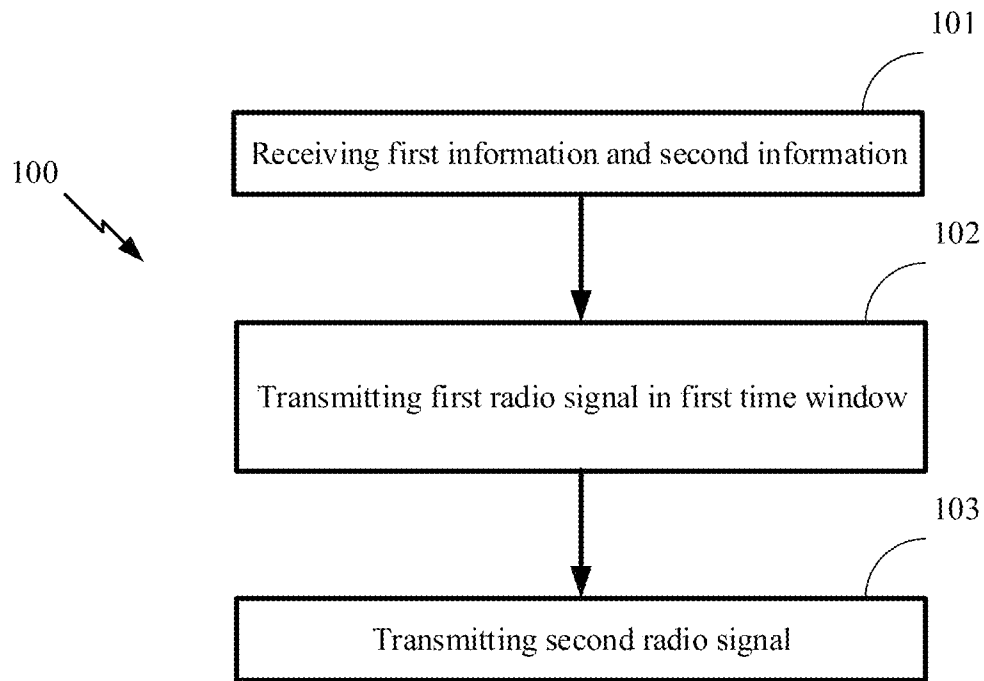 101
Receiving first information and second information
100
102
Transmitting first radio signal in first time window
103
Transmitting second radio signal